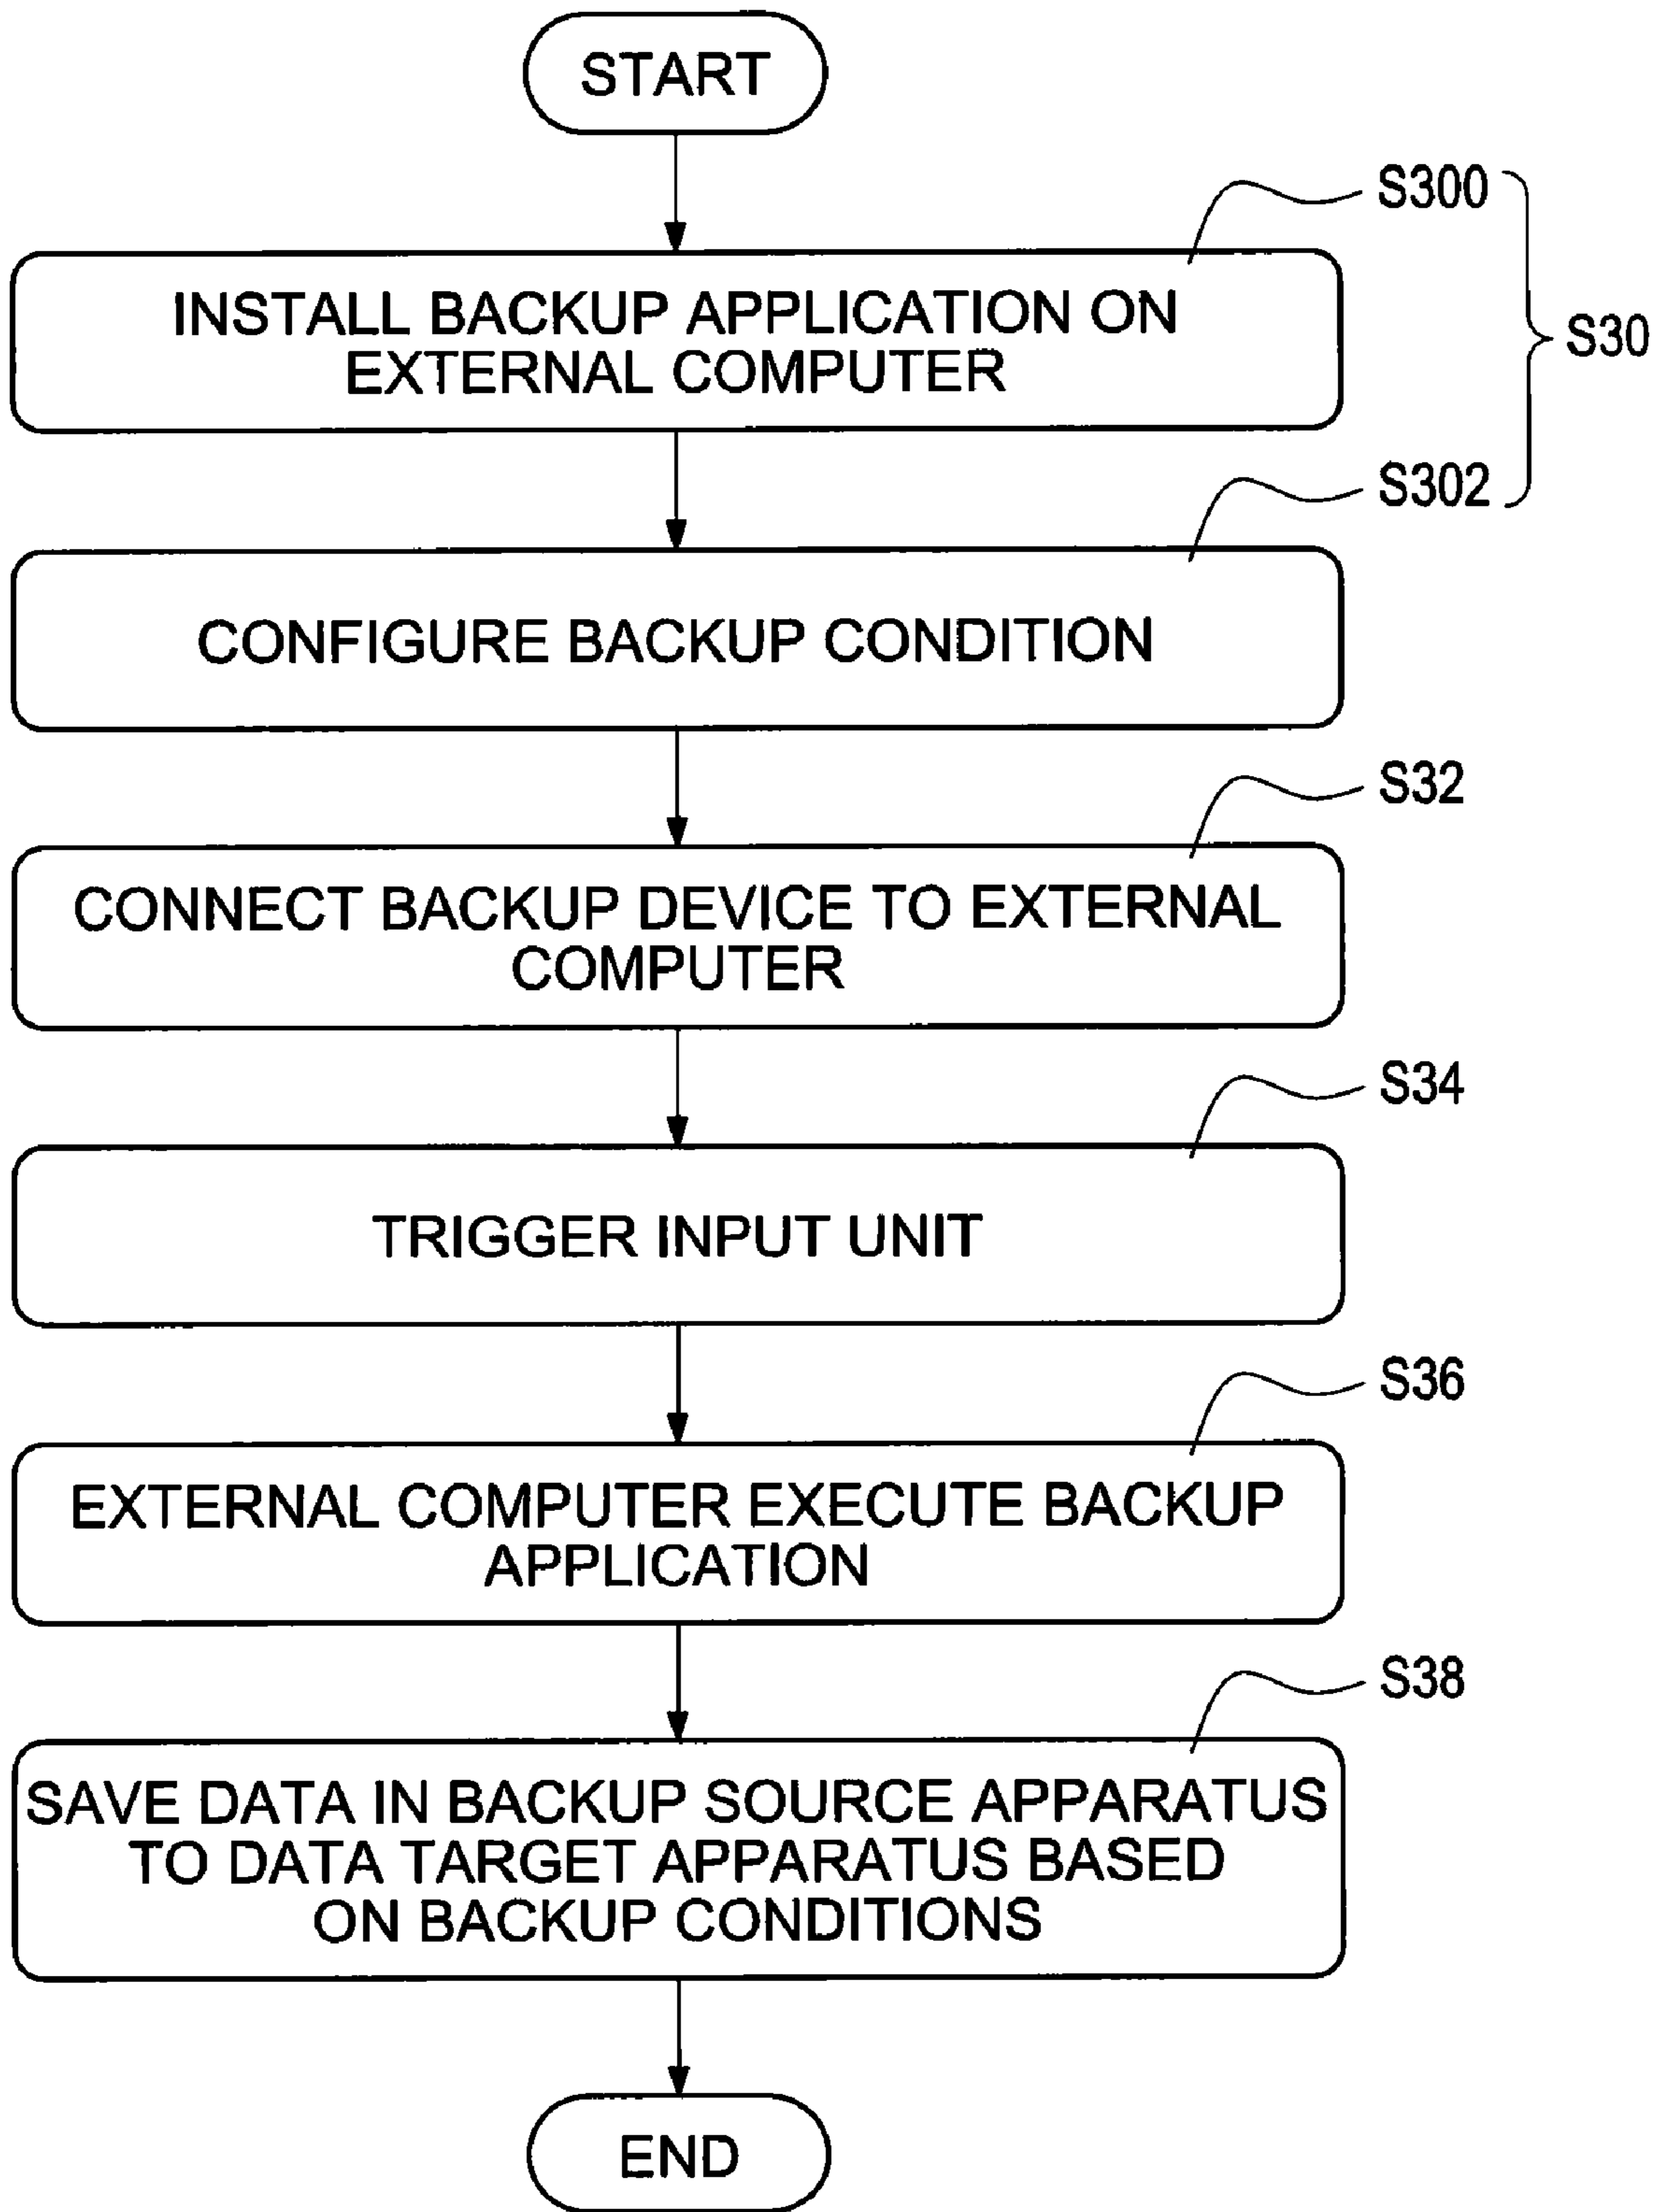 START
S300
INSTALL BACKUP APPLICATION ON
EXTERNAL COMPUTER
S30
S302
CONFIGURE BACKUP CONDITION
S32
CONNECT BACKUP DEVICE TO EXTERNAL
COMPUTER
S34
TRIGGER INPUT UNIT
S36
EXTERNAL COMPUTER EXECUTE BACKUP
APPLICATION
S38
SAVE DATA IN BACKUP SOURCE APPARATUS
TO DATA TARGET APPARATUS BASED
ON BACKUP CONDITIONS
END